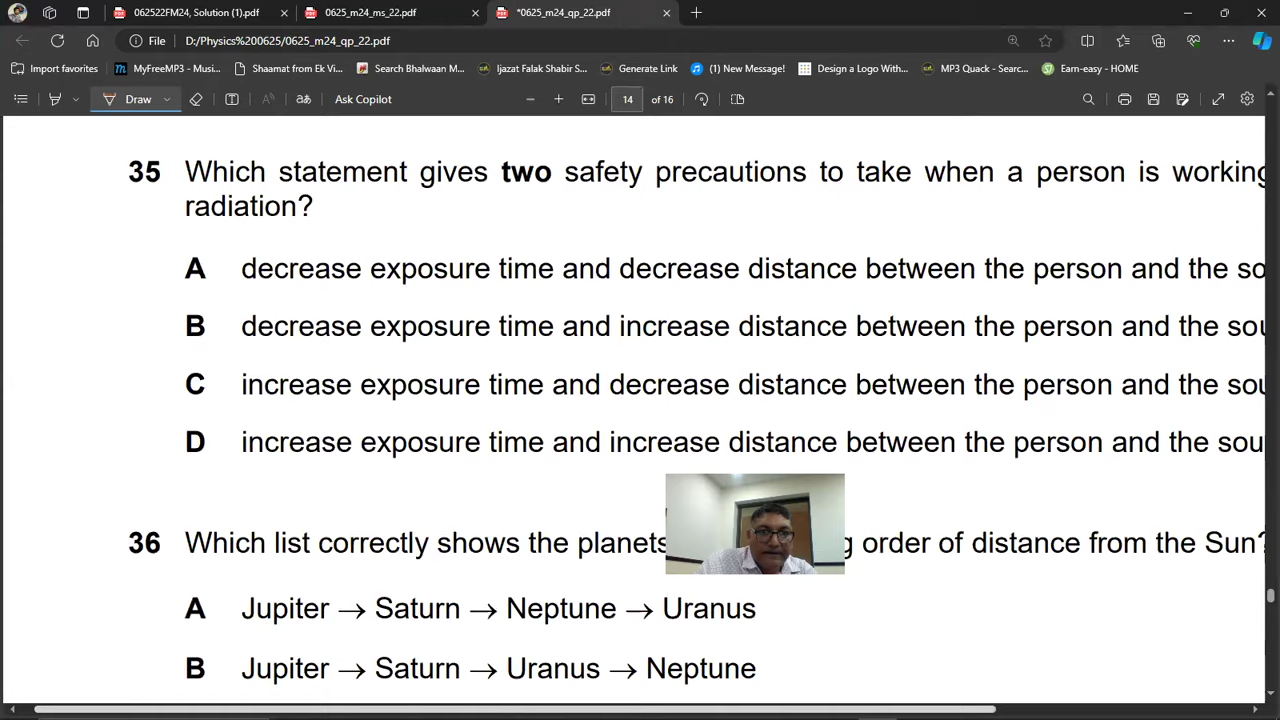 062522FM24, Solution (1).pdf
0625_m24_ms_22.pdf
*0625_m24_qp_22.pdf
File D:/Physics%200625/0625_m24_qp_22.pdf
Import favorites
MyFreeMP3 - Musi...
Shaamat from Ek Vi...
Search Bhalwaan M...
Ijazat Falak Shabir S...
Generate Link
(1) New Message!
Design a Logo With...
MP3 Quack - Searc...
Earn-easy - HOME
Draw
Ask Copilot
14 of 16
35 Which statement gives two safety precautions to take when a person is working
radiation?
A decrease exposure time and decrease distance between the person and the so
B decrease exposure time and increase distance between the person and the sou
C increase exposure time and decrease distance between the person and the sou
D increase exposure time and increase distance between the person and the sou
36 Which list correctly shows the planets g order of distance from the Sun?
A Jupiter → Saturn → Neptune → Uranus
B Jupiter → Saturn → Uranus → Neptune